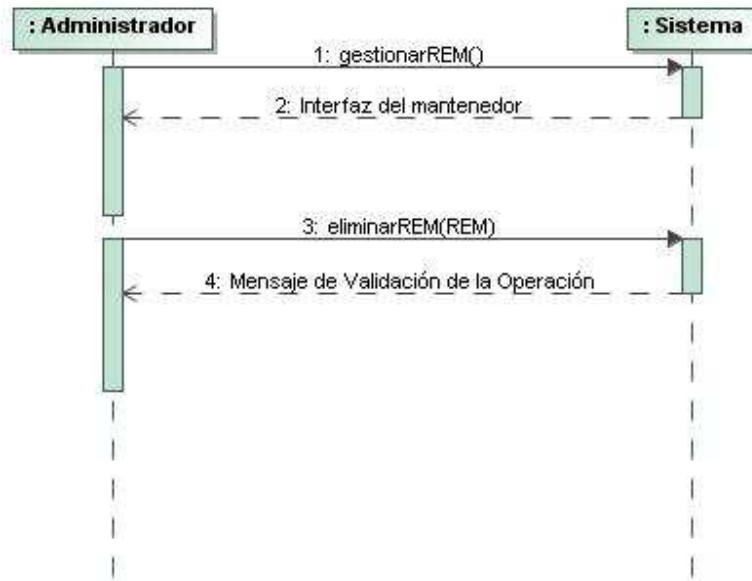 : Administrador
: Sistema
1: gestionarREM()
2: Interfaz del mantenedor
3: eliminarREM(REM)
4: Mensaje de Validación de la Operación